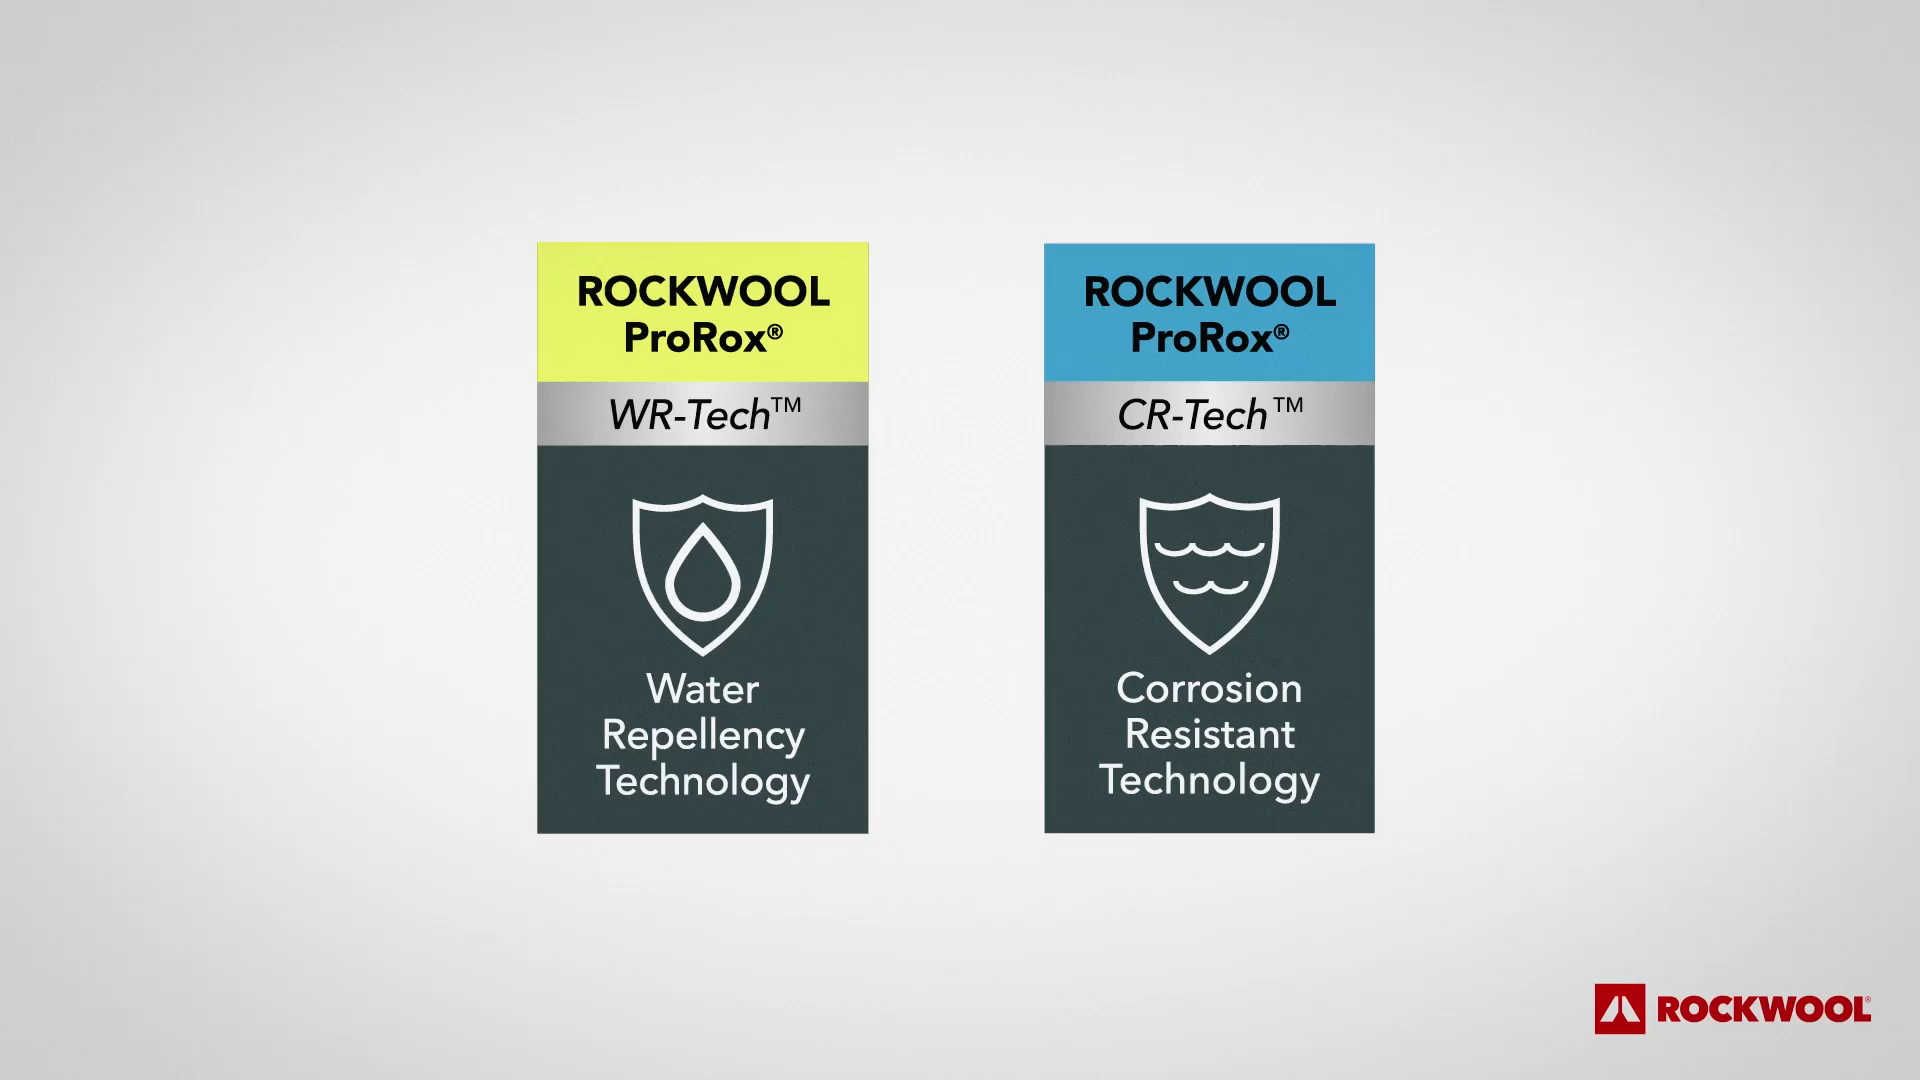 ROCKWOOL
ProRox®
WR-Tech™
Water
Repellency
Technology
ROCKWOOL
ProRox®
CR-Tech™
Corrosion
Resistant
Technology
ROCKWOOL®